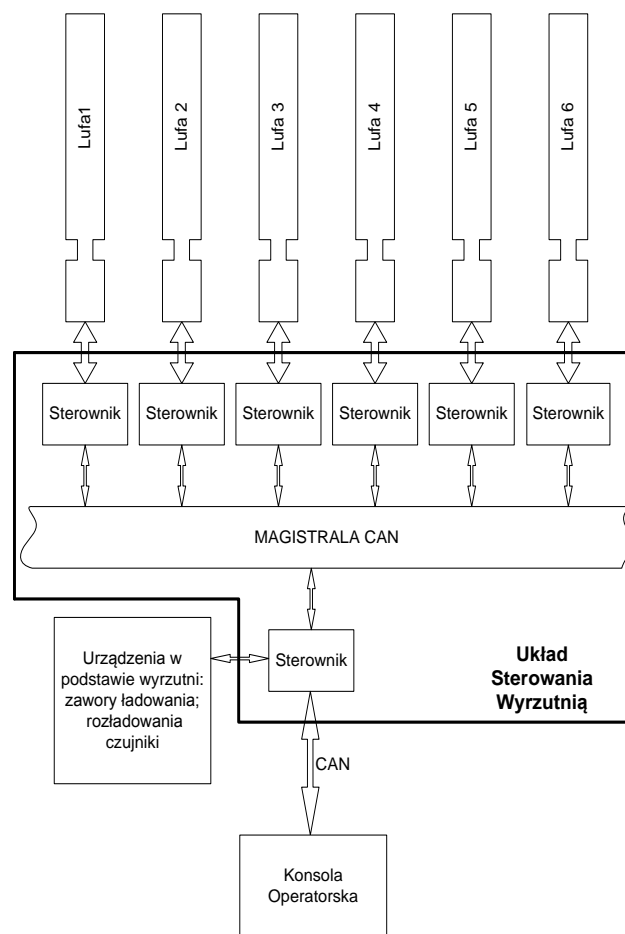 Lufa1
Lufa 2
Lufa 3
Lufa 4
Lufa 5
Lufa 6
Sterownik
Sterownik
Sterownik
Sterownik
Sterownik
Sterownik
MAGISTRALA CAN
Urządzenia w
podstawie wyrzutni:
zawory ładowania;
rozładowania
czujniki
Sterownik
Układ
Sterowania
Wyrzutnią
CAN
Konsola
Operatorska